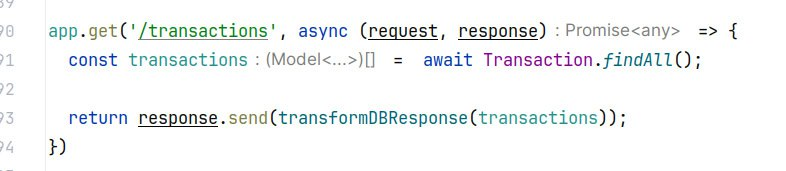 90 app.get('/transactions', async (request, response) : Promise<any> => {
91 const transactions : (Model<...>)[] = await Transaction.findAll();
92
93 return response.send(transformDBResponse(transactions));
94 })